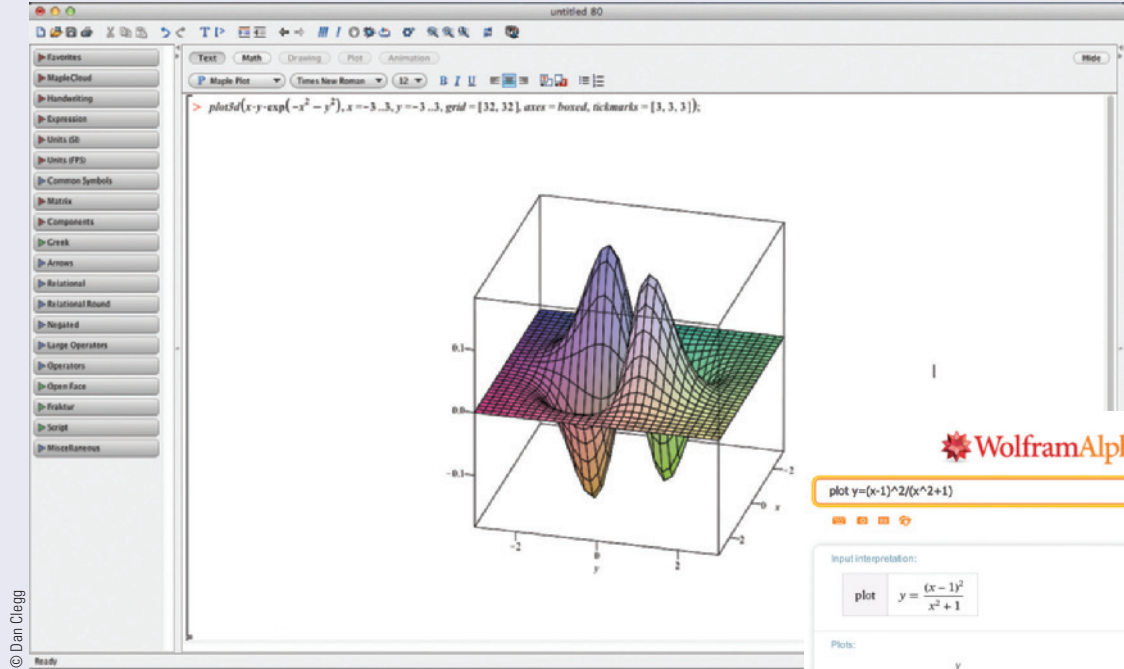 untitled 80
Favorites
MapleCloud
Handwriting
Expression
Units (SI)
Units (FPS)
Common Symbols
Matrix
Components
Greek
Arrows
Relational
Relational Round
Negated
Large Operators
Operators
Open Face
Fraktur
Script
Miscellaneous
Ready
Text Math Drawing Plot Animation Hide
P Maple Plot Times New Roman 12 B I U
> plot3d(x·y·exp(−x² − y²), x = −3 ..3, y = −3 ..3, grid = [32, 32], axes = boxed, tickmarks = [3, 3, 3]);
0.1
0.0
-0.1
-2
0
2
y
-2
0 x
2
© Dan Clegg
WolframAlph
plot y=(x-1)^2/(x^2+1)
Input interpretation:
plot y = (x − 1)² / x² + 1
Plots:
y